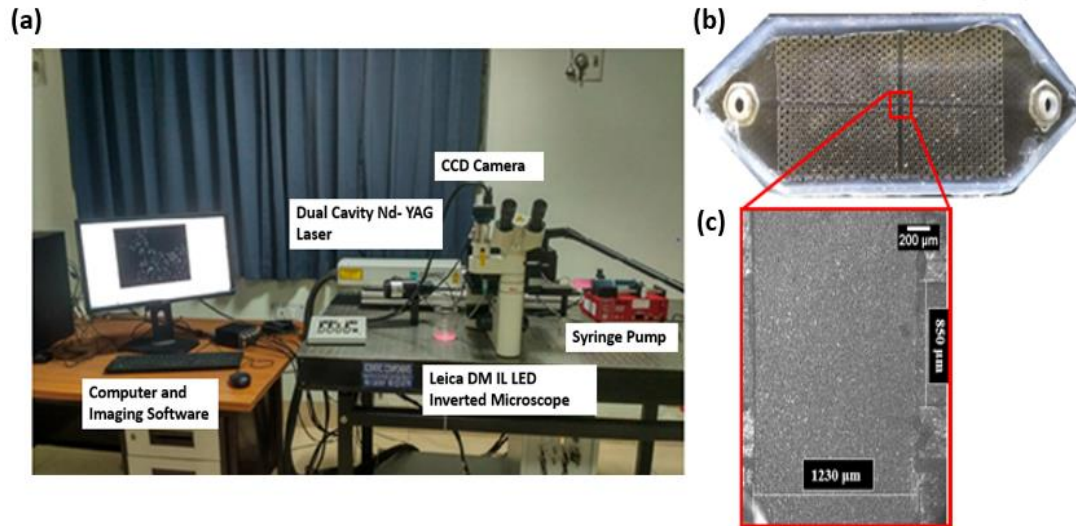 (a)
CCD Camera
Dual Cavity Nd- YAG
Laser
Syringe Pump
Leica DM IL LED
Inverted Microscope
Computer and
Imaging Software
(b)
(c)
200 µm
850 µm
1230 µm